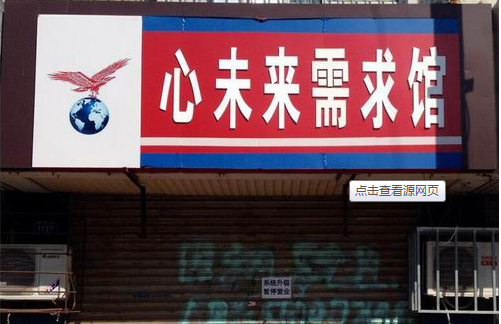 心未来需求馆
点击查看源网页
系统升级
暂停营业